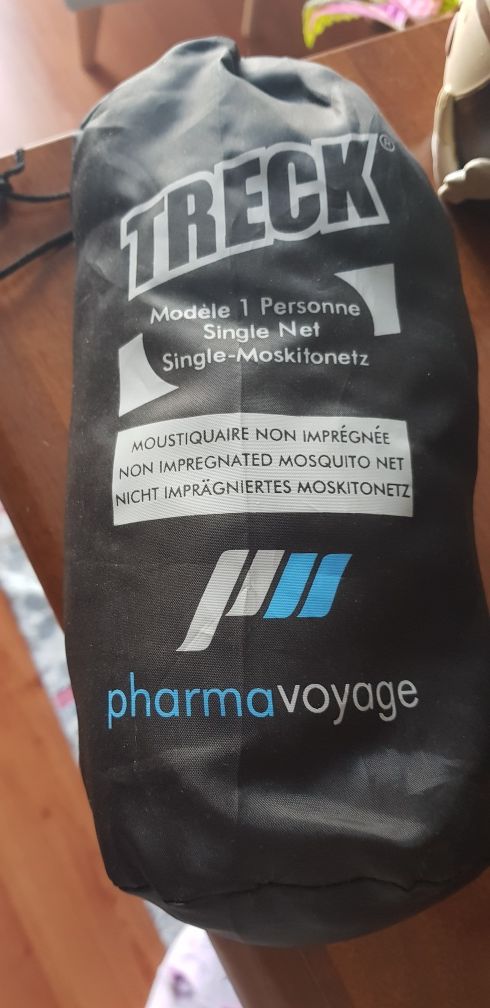 TRECK®
Modèle 1 Personne
Single Net
Single-Moskitonetz
MOUSTIQUAIRE NON IMPRÉGNÉE
NON IMPREGNATED MOSQUITO NET
NICHT IMPRÄGNIERTES MOSKITONETZ
pharmavoyage